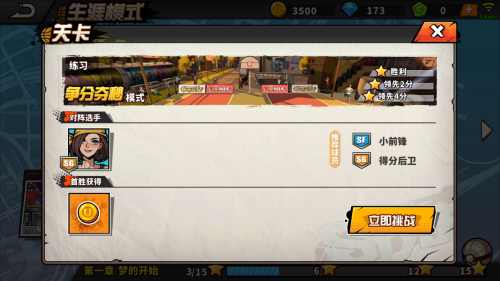 生涯模式
3500
173
0
关卡
练习
争分夺秒 模式
胜利
领先2分
领先4分
对阵选手
SG
推荐球员
SF 小前锋
SG 得分后卫
首胜获得
立即挑战
第一章 梦的开始
3/15
6
12
15